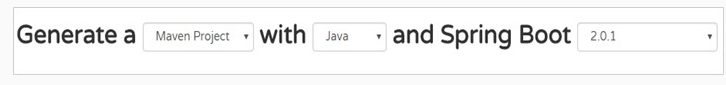 Generate a Maven Project with Java and Spring Boot 2.0.1